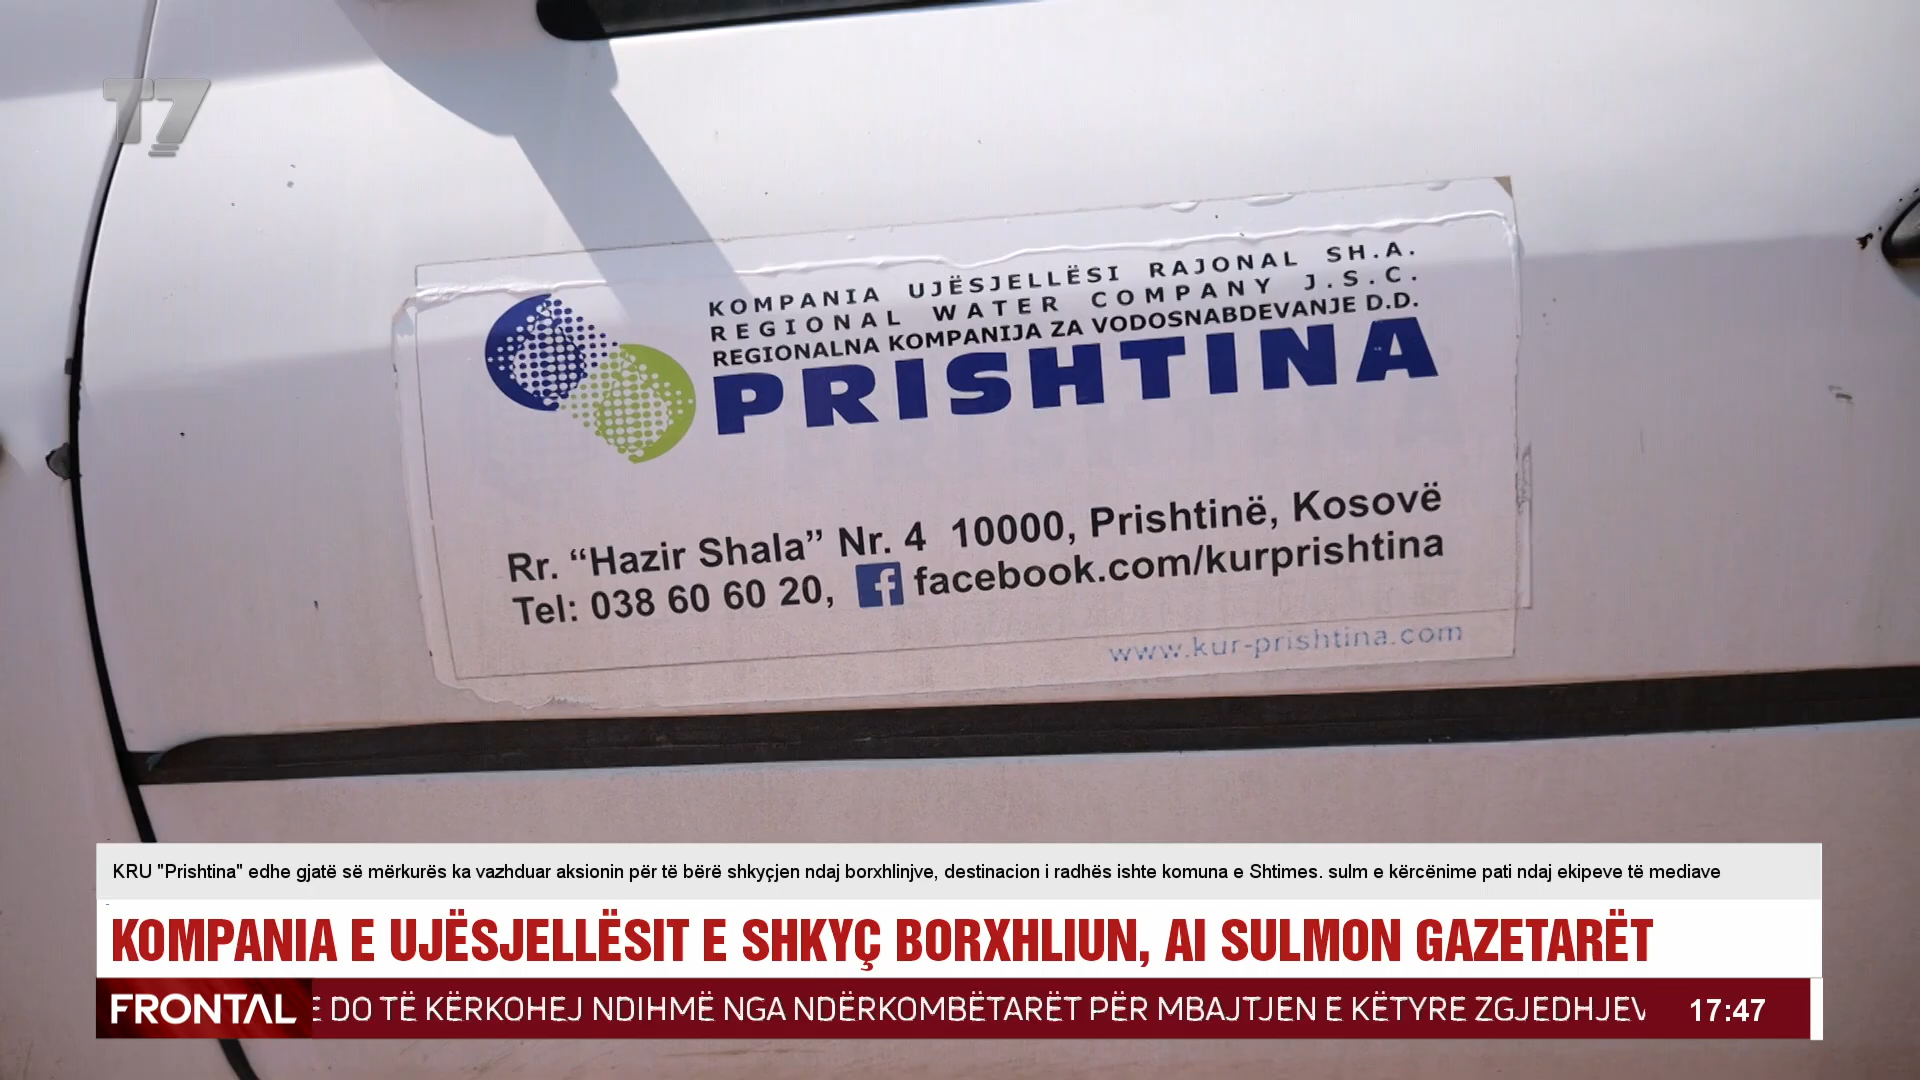 T7
KOMPANIA UJËSJELLËSI RAJONAL SH.A.
REGIONAL WATER COMPANY J.S.C.
REGIONALNA KOMPANIJA ZA VODOSNABDEVANJE D.D.
PRISHTINA
Rr. “Hazir Shala” Nr. 4 10000, Prishtinë, Kosovë
Tel: 038 60 60 20, facebook.com/kurprishtina
www.kur-prishtina.com
KRU "Prishtina" edhe gjatë së mërkurës ka vazhduar aksionin për të bërë shkyçjen ndaj borxhlinjve, destinacion i radhës ishte komuna e Shtimes. sulm e kërcënime pati ndaj ekipeve të mediave
KOMPANIA E UJËSJELLËSIT E SHKYÇ BORXHLIUN, AI SULMON GAZETARËT
FRONTAL E DO TË KËRKOHEJ NDIHMË NGA NDËRKOMBËTARËT PËR MBAJTJEN E KËTYRE ZGJEDHJEV 17:47